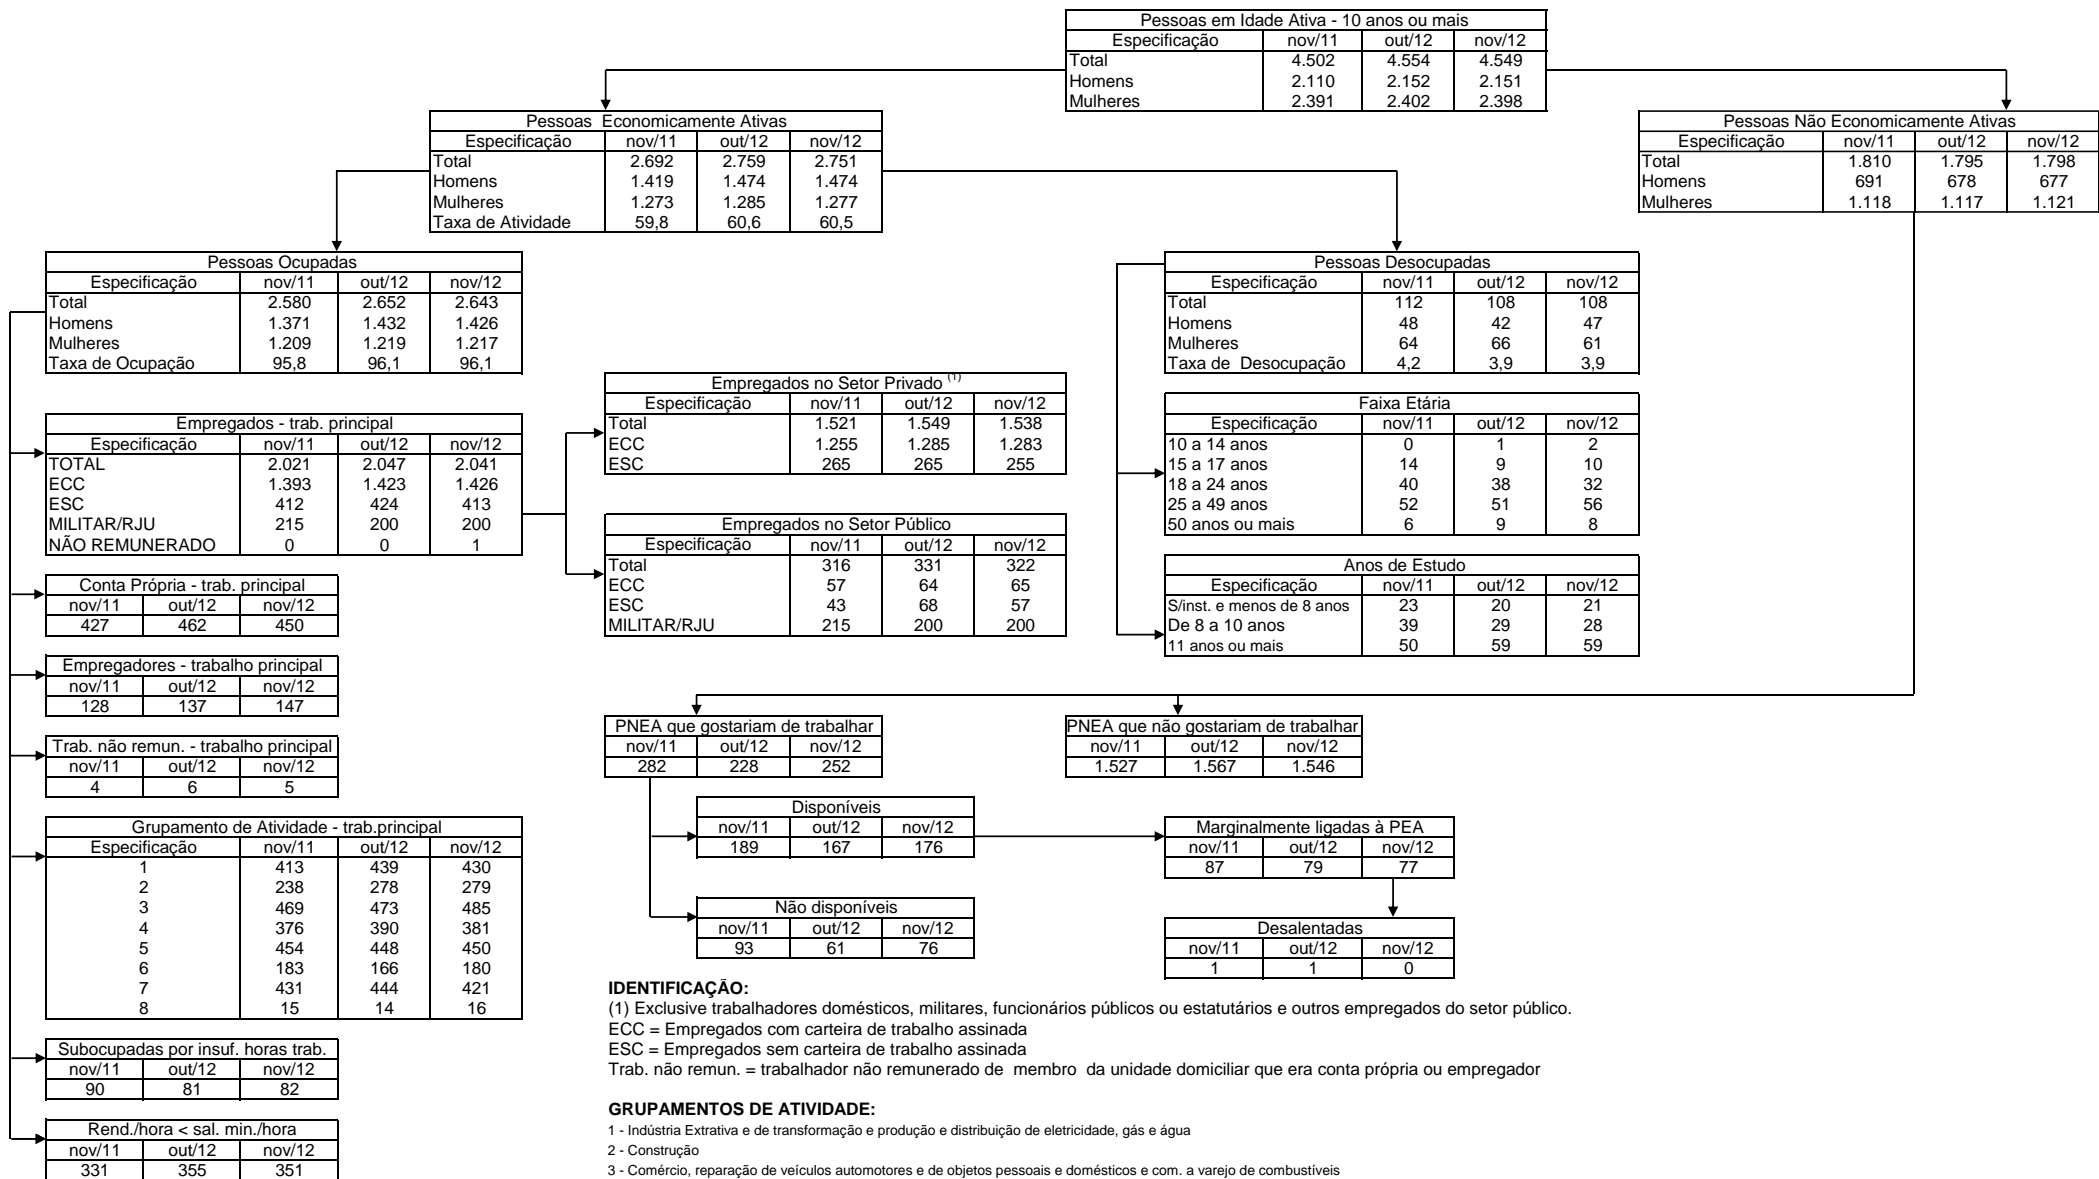 Pessoas em Idade Ativa - 10 anos ou mais
Especificação nov/11 out/12 nov/12
Total 4.502 4.554 4.549
Homens 2.110 2.152 2.151
Mulheres 2.391 2.402 2.398
Pessoas Economicamente Ativas
Especificação nov/11 out/12 nov/12
Total 2.692 2.759 2.751
Homens 1.419 1.474 1.474
Mulheres 1.273 1.285 1.277
Taxa de Atividade 59,8 60,6 60,5
Pessoas Não Economicamente Ativas
Especificação nov/11 out/12 nov/12
Total 1.810 1.795 1.798
Homens 691 678 677
Mulheres 1.118 1.117 1.121
Pessoas Ocupadas
Especificação nov/11 out/12 nov/12
Total 2.580 2.652 2.643
Homens 1.371 1.432 1.426
Mulheres 1.209 1.219 1.217
Taxa de Ocupação 95,8 96,1 96,1
Pessoas Desocupadas
Especificação nov/11 out/12 nov/12
Total 112 108 108
Homens 48 42 47
Mulheres 64 66 61
Taxa de Desocupação 4,2 3,9 3,9
Empregados - trab. principal
Especificação nov/11 out/12 nov/12
TOTAL 2.021 2.047 2.041
ECC 1.393 1.423 1.426
ESC 412 424 413
MILITAR/RJU 215 200 200
NÃO REMUNERADO 0 0 1
Empregados no Setor Privado (1)
Especificação nov/11 out/12 nov/12
Total 1.521 1.549 1.538
ECC 1.255 1.285 1.283
ESC 265 265 255
Empregados no Setor Público
Especificação nov/11 out/12 nov/12
Total 316 331 322
ECC 57 64 65
ESC 43 68 57
MILITAR/RJU 215 200 200
Faixa Etária
Especificação nov/11 out/12 nov/12
10 a 14 anos 0 1 2
15 a 17 anos 14 9 10
18 a 24 anos 40 38 32
25 a 49 anos 52 51 56
50 anos ou mais 6 9 8
Anos de Estudo
Especificação nov/11 out/12 nov/12
S/inst. e menos de 8 anos 23 20 21
De 8 a 10 anos 39 29 28
11 anos ou mais 50 59 59
Conta Própria - trab. principal
nov/11 out/12 nov/12
427 462 450
Empregadores - trabalho principal
nov/11 out/12 nov/12
128 137 147
Trab. não remun. - trabalho principal
nov/11 out/12 nov/12
4 6 5
Grupamento de Atividade - trab.principal
Especificação nov/11 out/12 nov/12
1 413 439 430
2 238 278 279
3 469 473 485
4 376 390 381
5 454 448 450
6 183 166 180
7 431 444 421
8 15 14 16
Subocupadas por insuf. horas trab.
nov/11 out/12 nov/12
90 81 82
Rend./hora < sal. min./hora
nov/11 out/12 nov/12
331 355 351
PNEA que gostariam de trabalhar
nov/11 out/12 nov/12
282 228 252
PNEA que não gostariam de trabalhar
nov/11 out/12 nov/12
1.527 1.567 1.546
Disponíveis
nov/11 out/12 nov/12
189 167 176
Marginalmente ligadas à PEA
nov/11 out/12 nov/12
87 79 77
Não disponíveis
nov/11 out/12 nov/12
93 61 76
Desalentadas
nov/11 out/12 nov/12
1 1 0
IDENTIFICAÇÃO:
(1) Exclusive trabalhadores domésticos, militares, funcionários públicos ou estatutários e outros empregados do setor público.
ECC = Empregados com carteira de trabalho assinada
ESC = Empregados sem carteira de trabalho assinada
Trab. não remun. = trabalhador não remunerado de membro da unidade domiciliar que era conta própria ou empregador
GRUPAMENTOS DE ATIVIDADE:
1 - Indústria Extrativa e de transformação e produção e distribuição de eletricidade, gás e água
2 - Construção
3 - Comércio, reparação de veículos automotores e de objetos pessoais e domésticos e com. a varejo de combustíveis